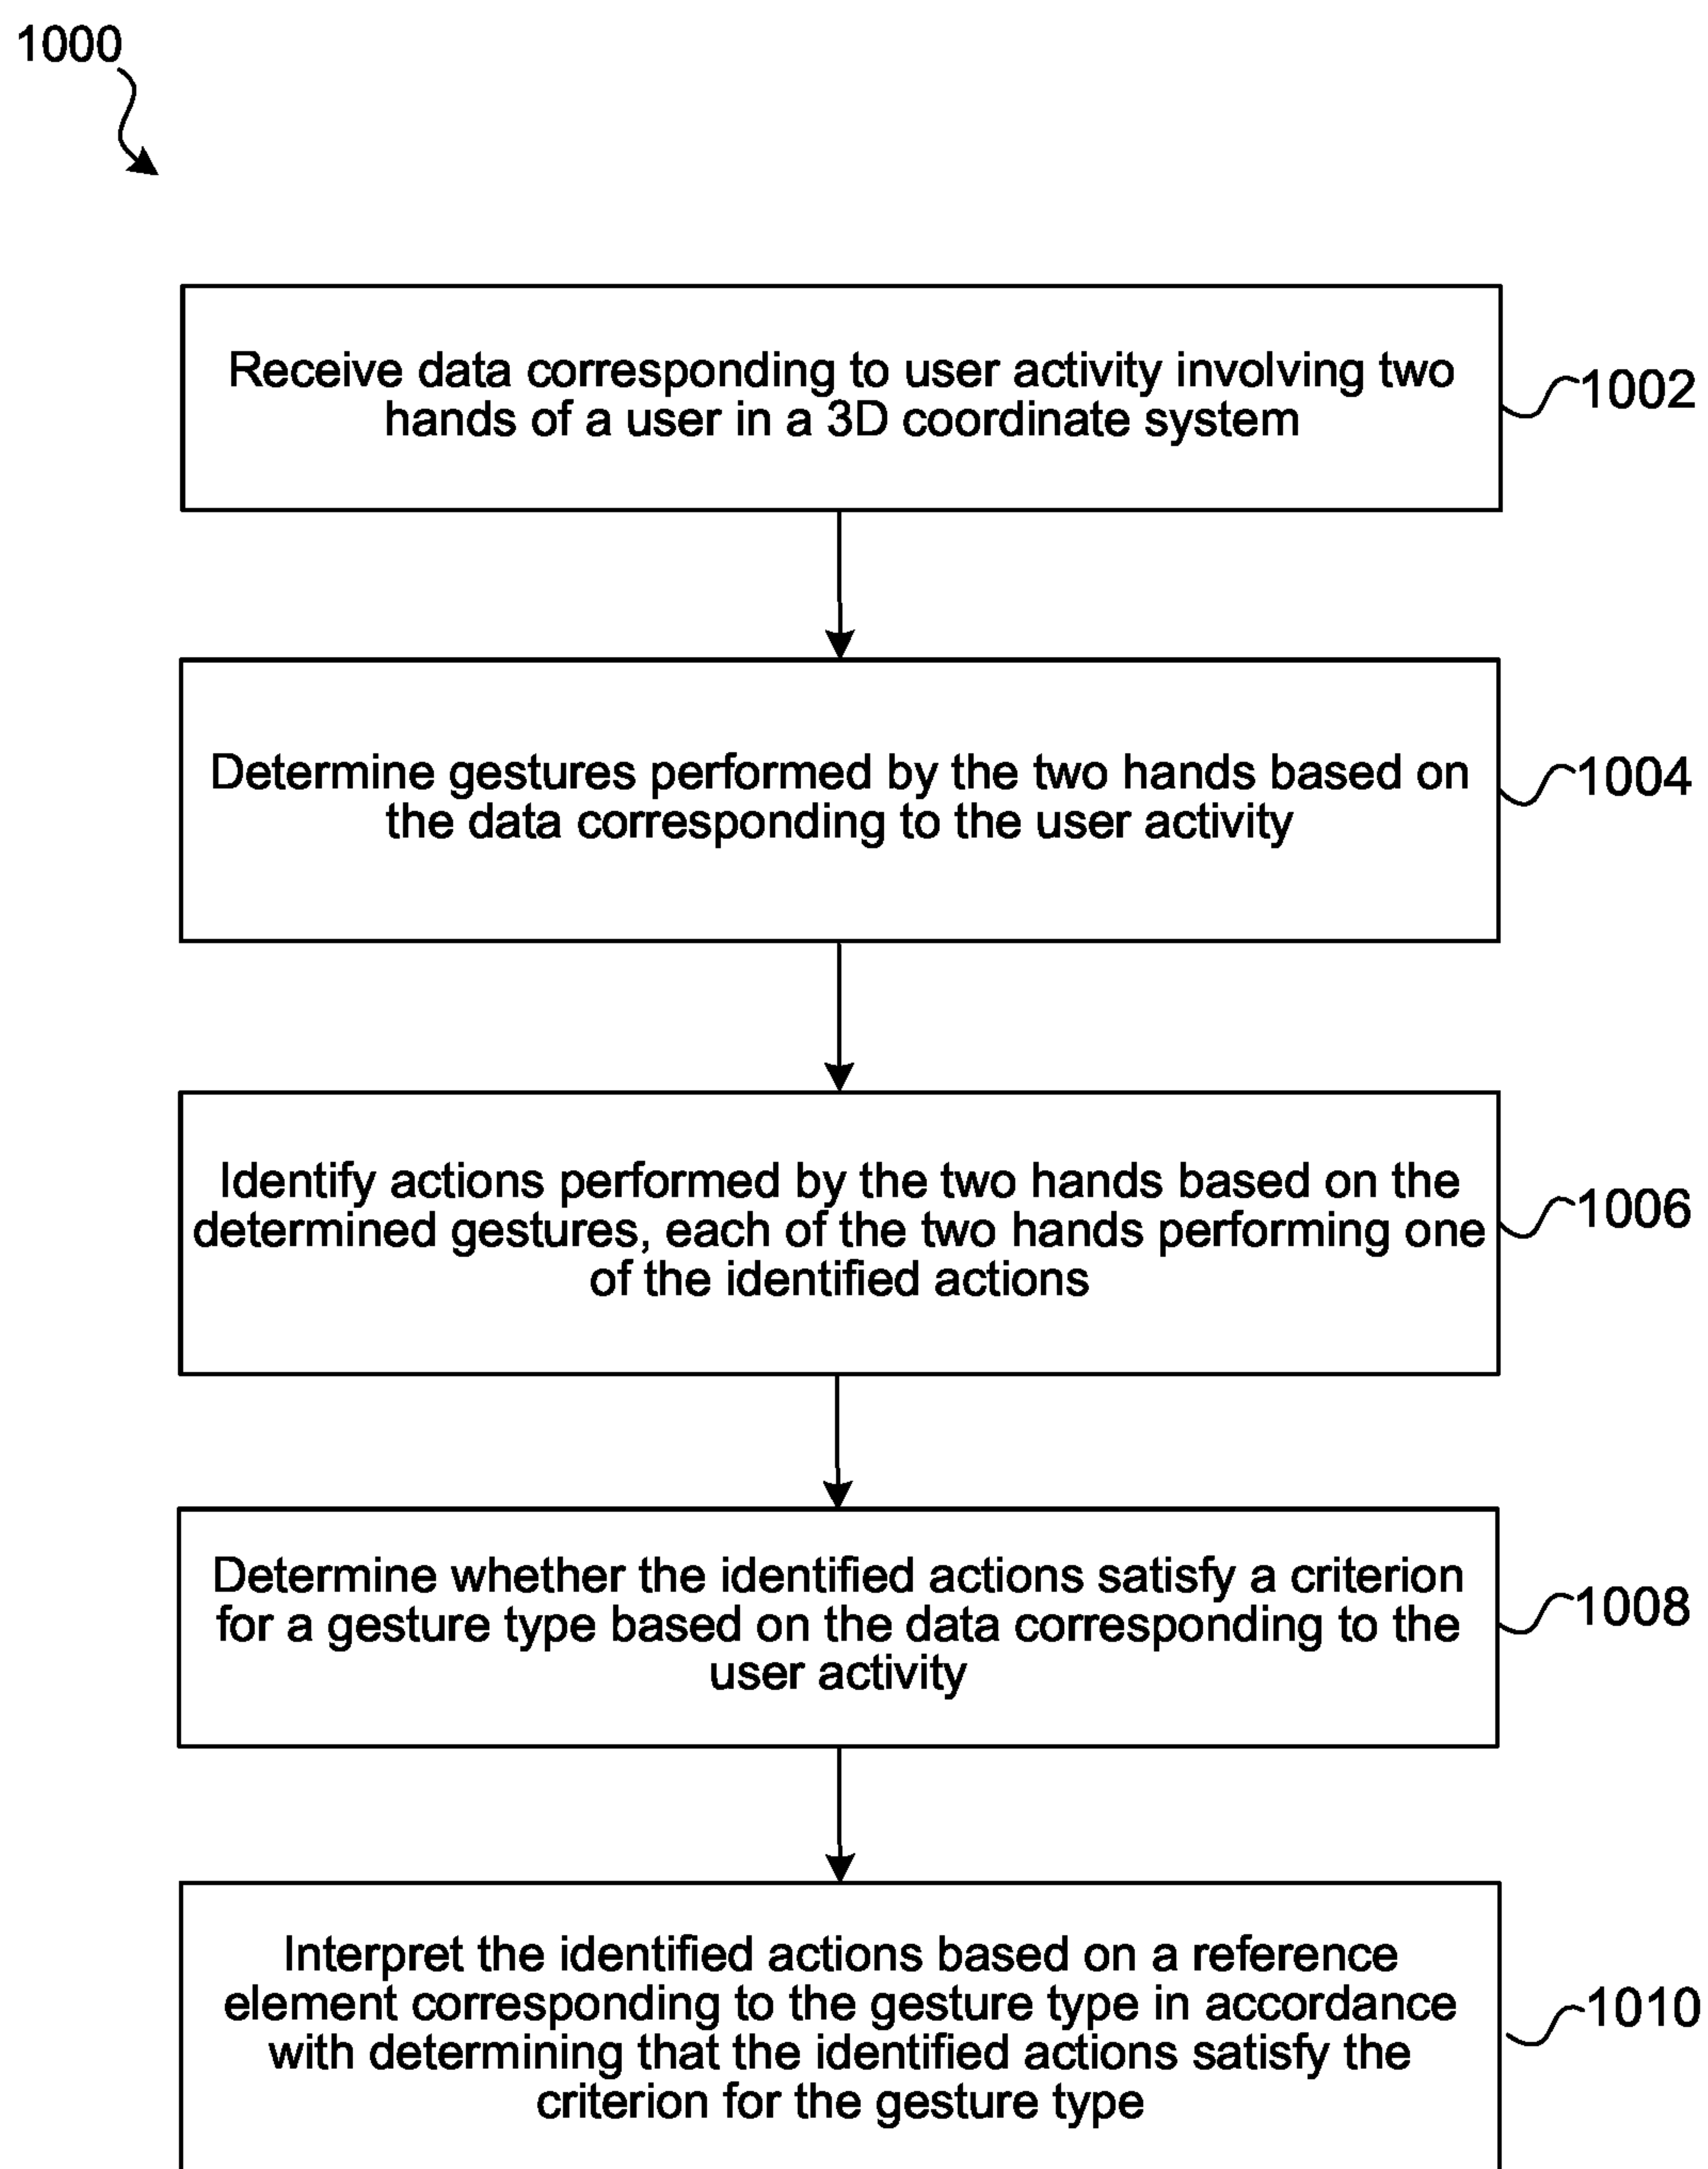 1000
Receive data corresponding to user activity involving two
hands of a user in a 3D coordinate system
1002
Determine gestures performed by the two hands based on
the data corresponding to the user activity
1004
Identify actions performed by the two hands based on the
determined gestures, each of the two hands performing one
of the identified actions
1006
Determine whether the identified actions satisfy a criterion
for a gesture type based on the data corresponding to the
user activity
1008
Interpret the identified actions based on a reference
element corresponding to the gesture type in accordance
with determining that the identified actions satisfy the
criterion for the gesture type
1010